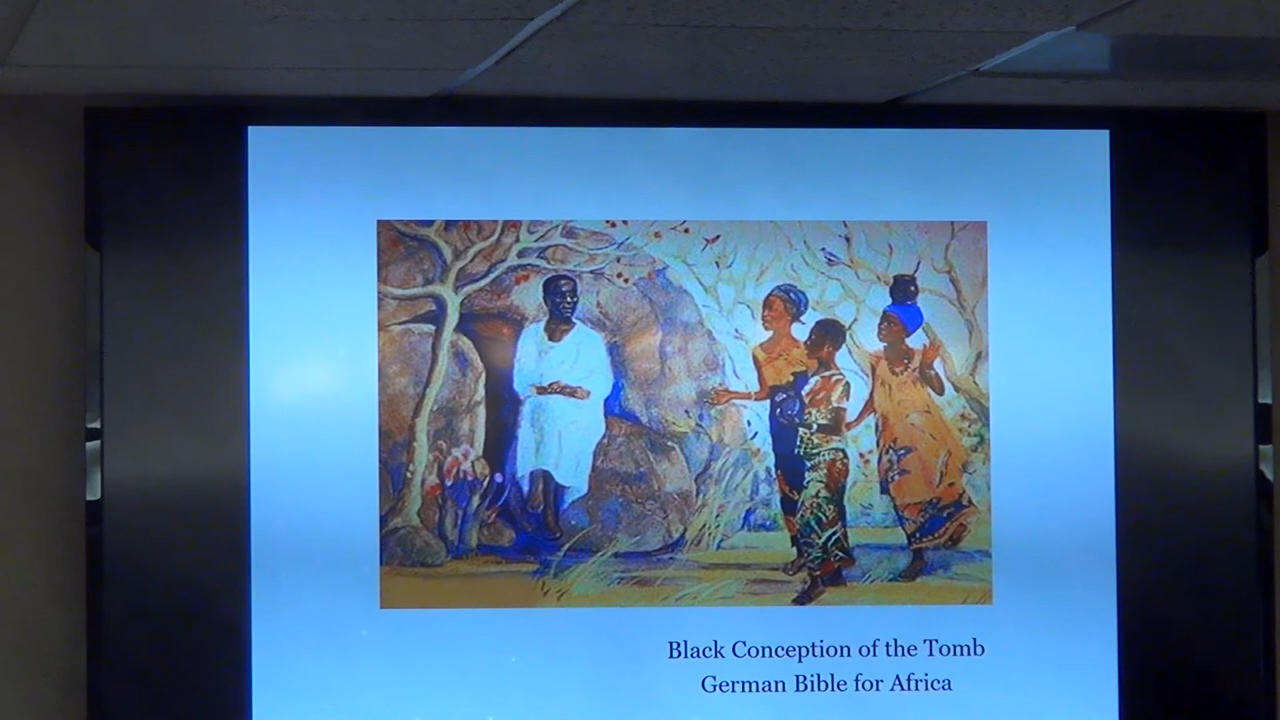 Black Conception of the Tomb
German Bible for Africa